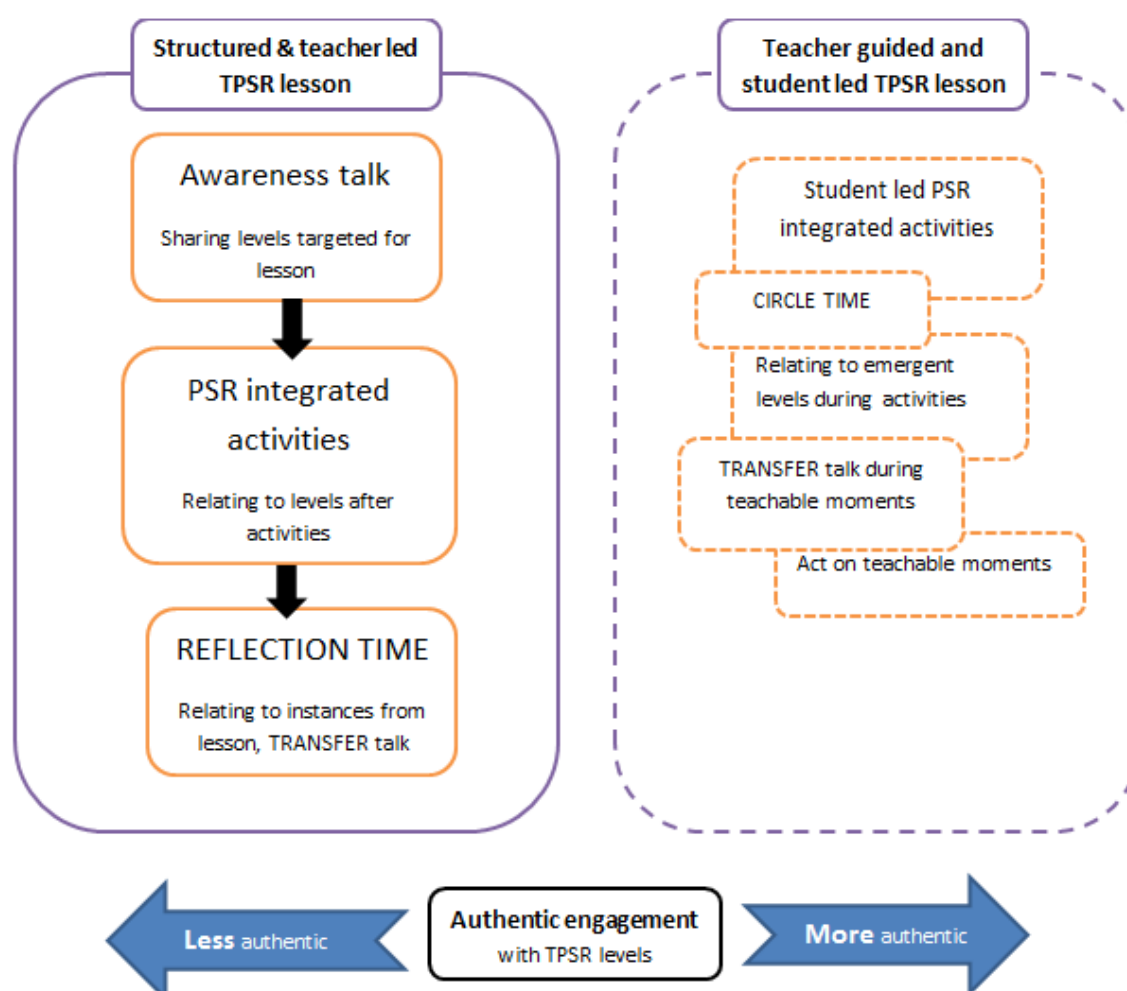 Structured & teacher led
TPSR lesson
Awareness talk
Sharing levels targeted for
lesson
PSR integrated
activities
Relating to levels after
activities
REFLECTION TIME
Relating to instances from
lesson, TRANSFER talk
Teacher guided and
student led TPSR lesson
Student led PSR
integrated activities
CIRCLE TIME
Relating to emergent
levels during activities
TRANSFER talk during
teachable moments
Act on teachable moments
Less authentic
Authentic engagement
with TPSR levels
More authentic